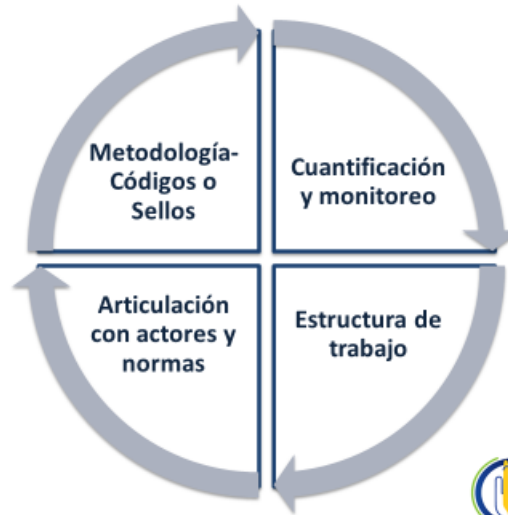 Metodología-
Códigos o
Sellos
Cuantificación
y monitoreo
Articulación
con actores y
normas
Estructura de
trabajo